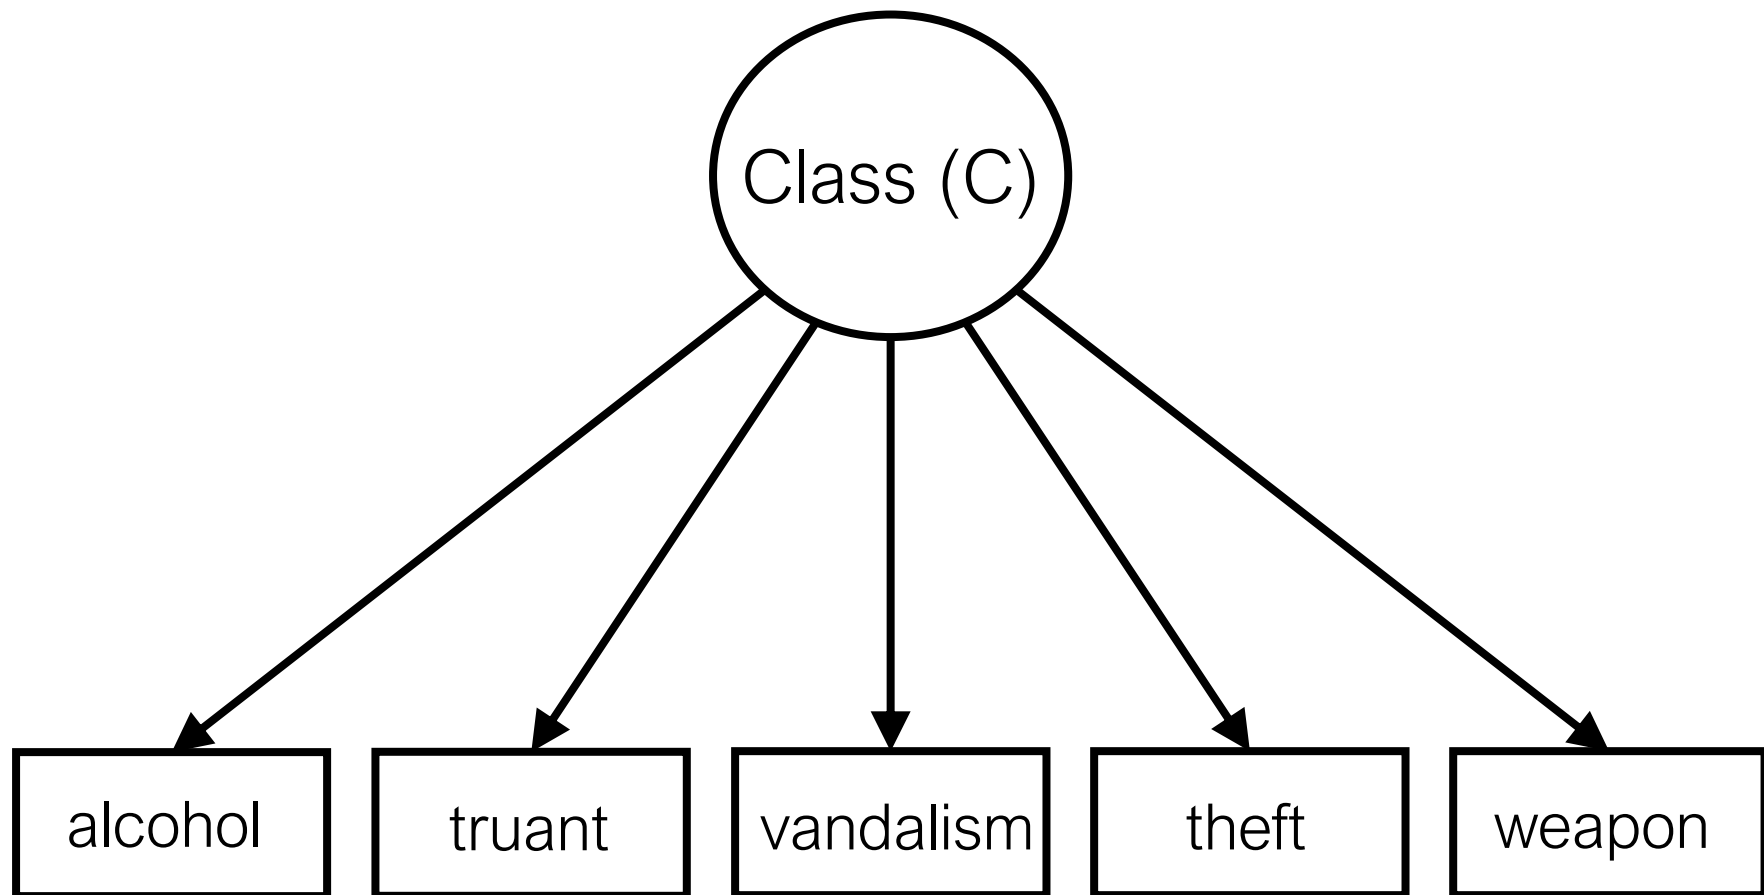 Class (C)
alcohol
truant
vandalism
theft
weapon